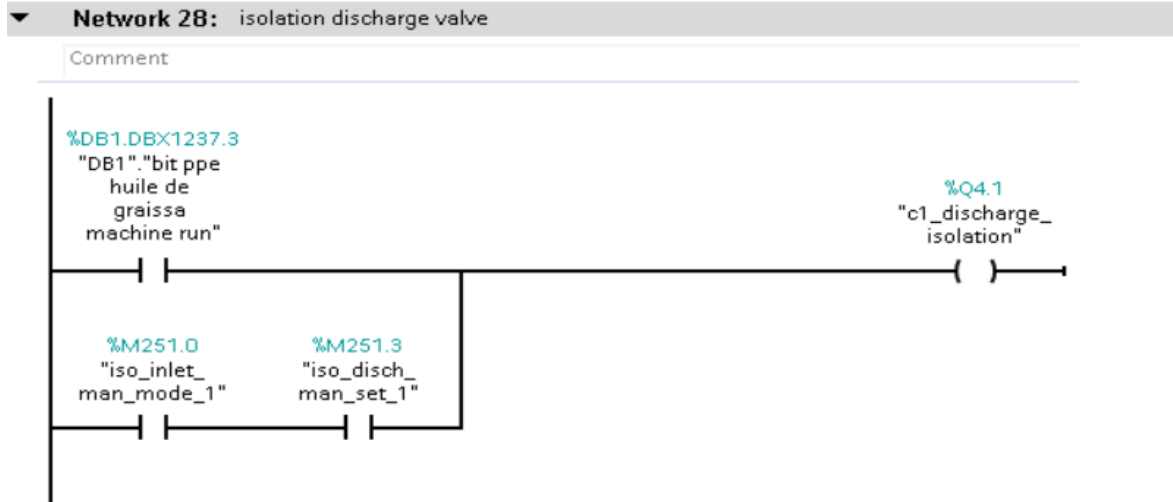 Network 28: isolation discharge valve
Comment
%DB1.DBX1237.3
"DB1"."bit ppe
huile de
graissa
machine run"
%Q4.1
"c1_discharge_
isolation"
%M251.0
"iso_inlet_
man_mode_1"
%M251.3
"iso_disch_
man_set_1"